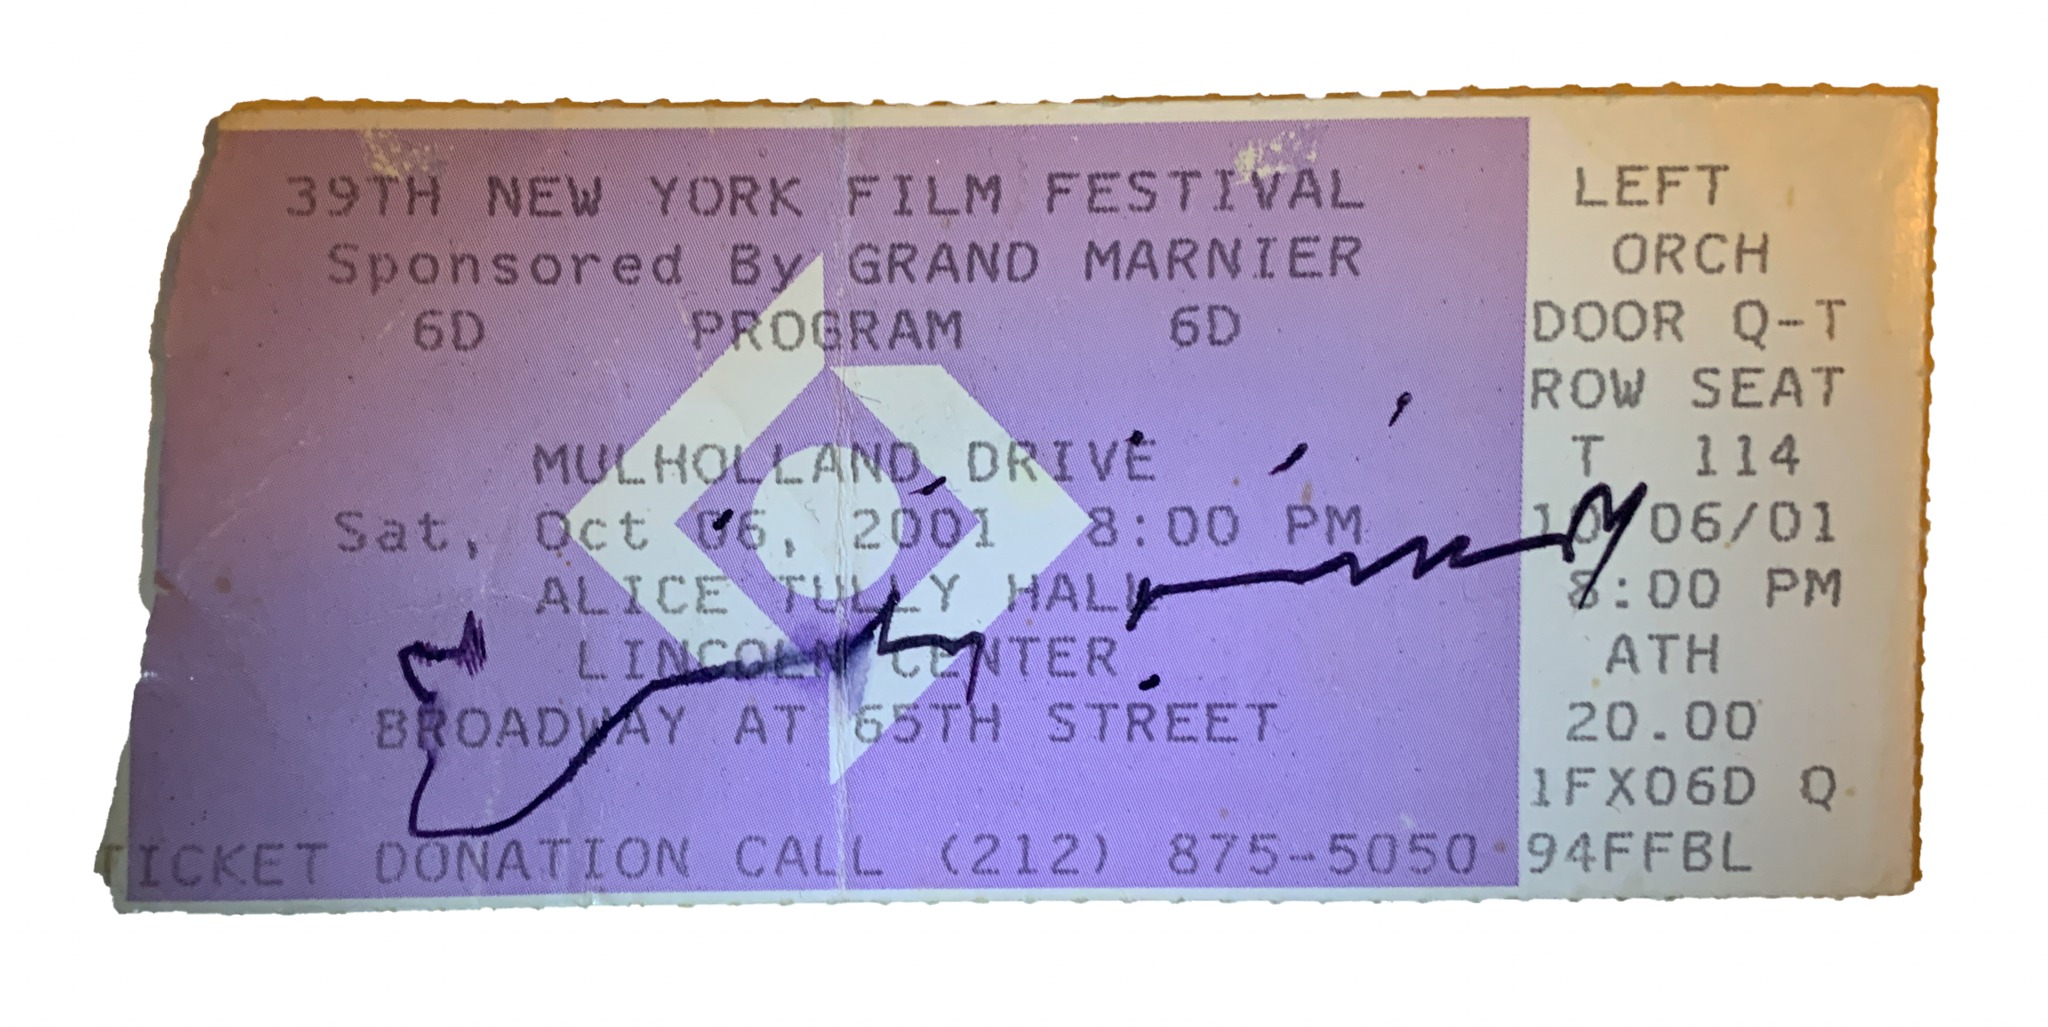 39TH NEW YORK FILM FESTIVAL
Sponsored By GRAND MARNIER
6D PROGRAM 6D
MULHOLLAND DRIVE
Sat, Oct 06, 2001 8:00 PM
ALICE TULLY HALL
LINCOLN CENTER
BROADWAY AT 65TH STREET
TICKET DONATION CALL (212) 875-5050
LEFT
ORCH
DOOR Q-T
ROW SEAT
T 114
10/06/01
8:00 PM
ATH
20.00
1FX06D Q
94FFBL